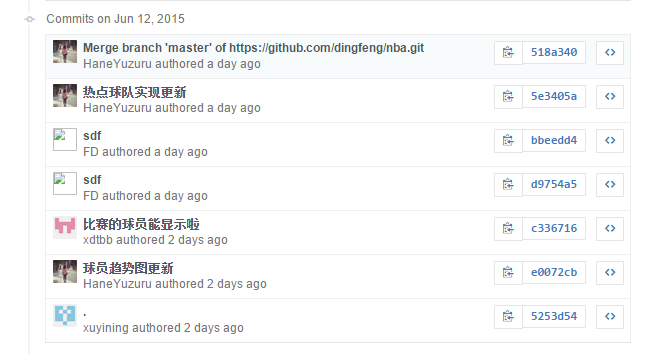 Commits on Jun 12, 2015
Merge branch 'master' of https://github.com/dingfeng/nba.git
HaneYuzuru authored a day ago
518a340
热点球队实现更新
HaneYuzuru authored a day ago
5e3405a
sdf
FD authored a day ago
bbeedd4
sdf
FD authored a day ago
d9754a5
比赛的球员能显示啦
xdtbb authored 2 days ago
c336716
球员趋势图更新
HaneYuzuru authored 2 days ago
e0072cb
.
xuyining authored 2 days ago
5253d54